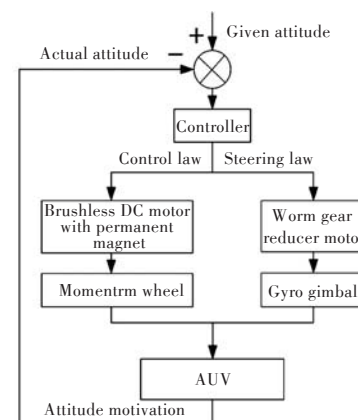 +
Given attitude
Actual attitude
−
Controller
Control law
Steering law
Brushless DC motor
with permanent
magnet
Worm gear
reducer moto
Momentrm wheel
Gyro gimbal
AUV
Attitude motivation